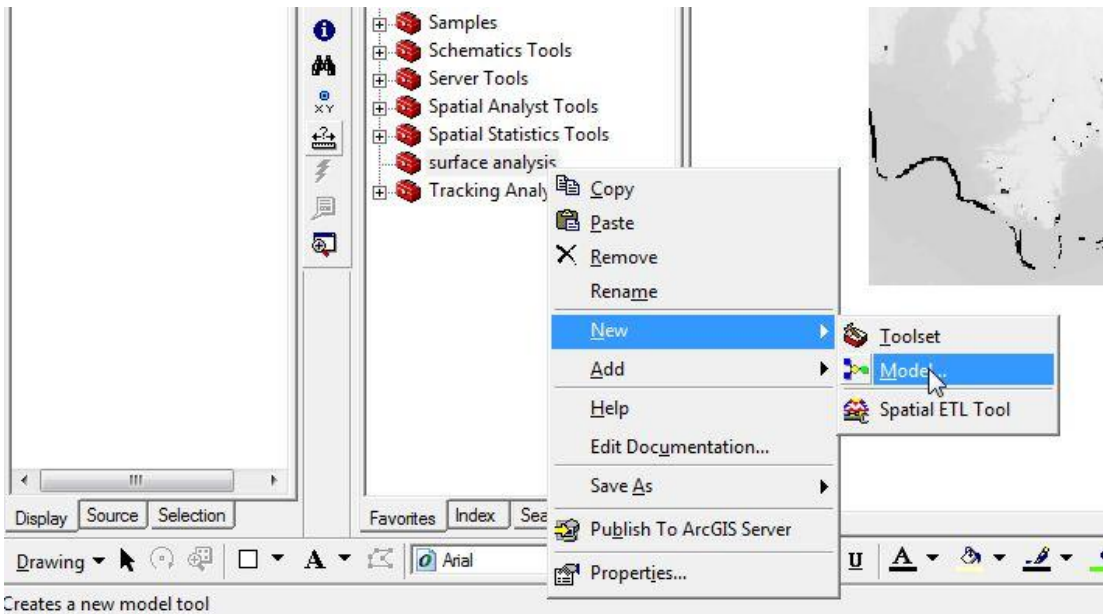 Samples
Schematics Tools
Server Tools
Spatial Analyst Tools
Spatial Statistics Tools
surface analysis
Tracking Analy
XY
Copy
Paste
Remove
Rename
New
Add
Help
Edit Documentation...
Save As
Publish To ArcGIS Server
Properties...
Toolset
Model...
Spatial ETL Tool
Display Source Selection
Favorites Index Sea
Drawing A Arial U A
Creates a new model tool